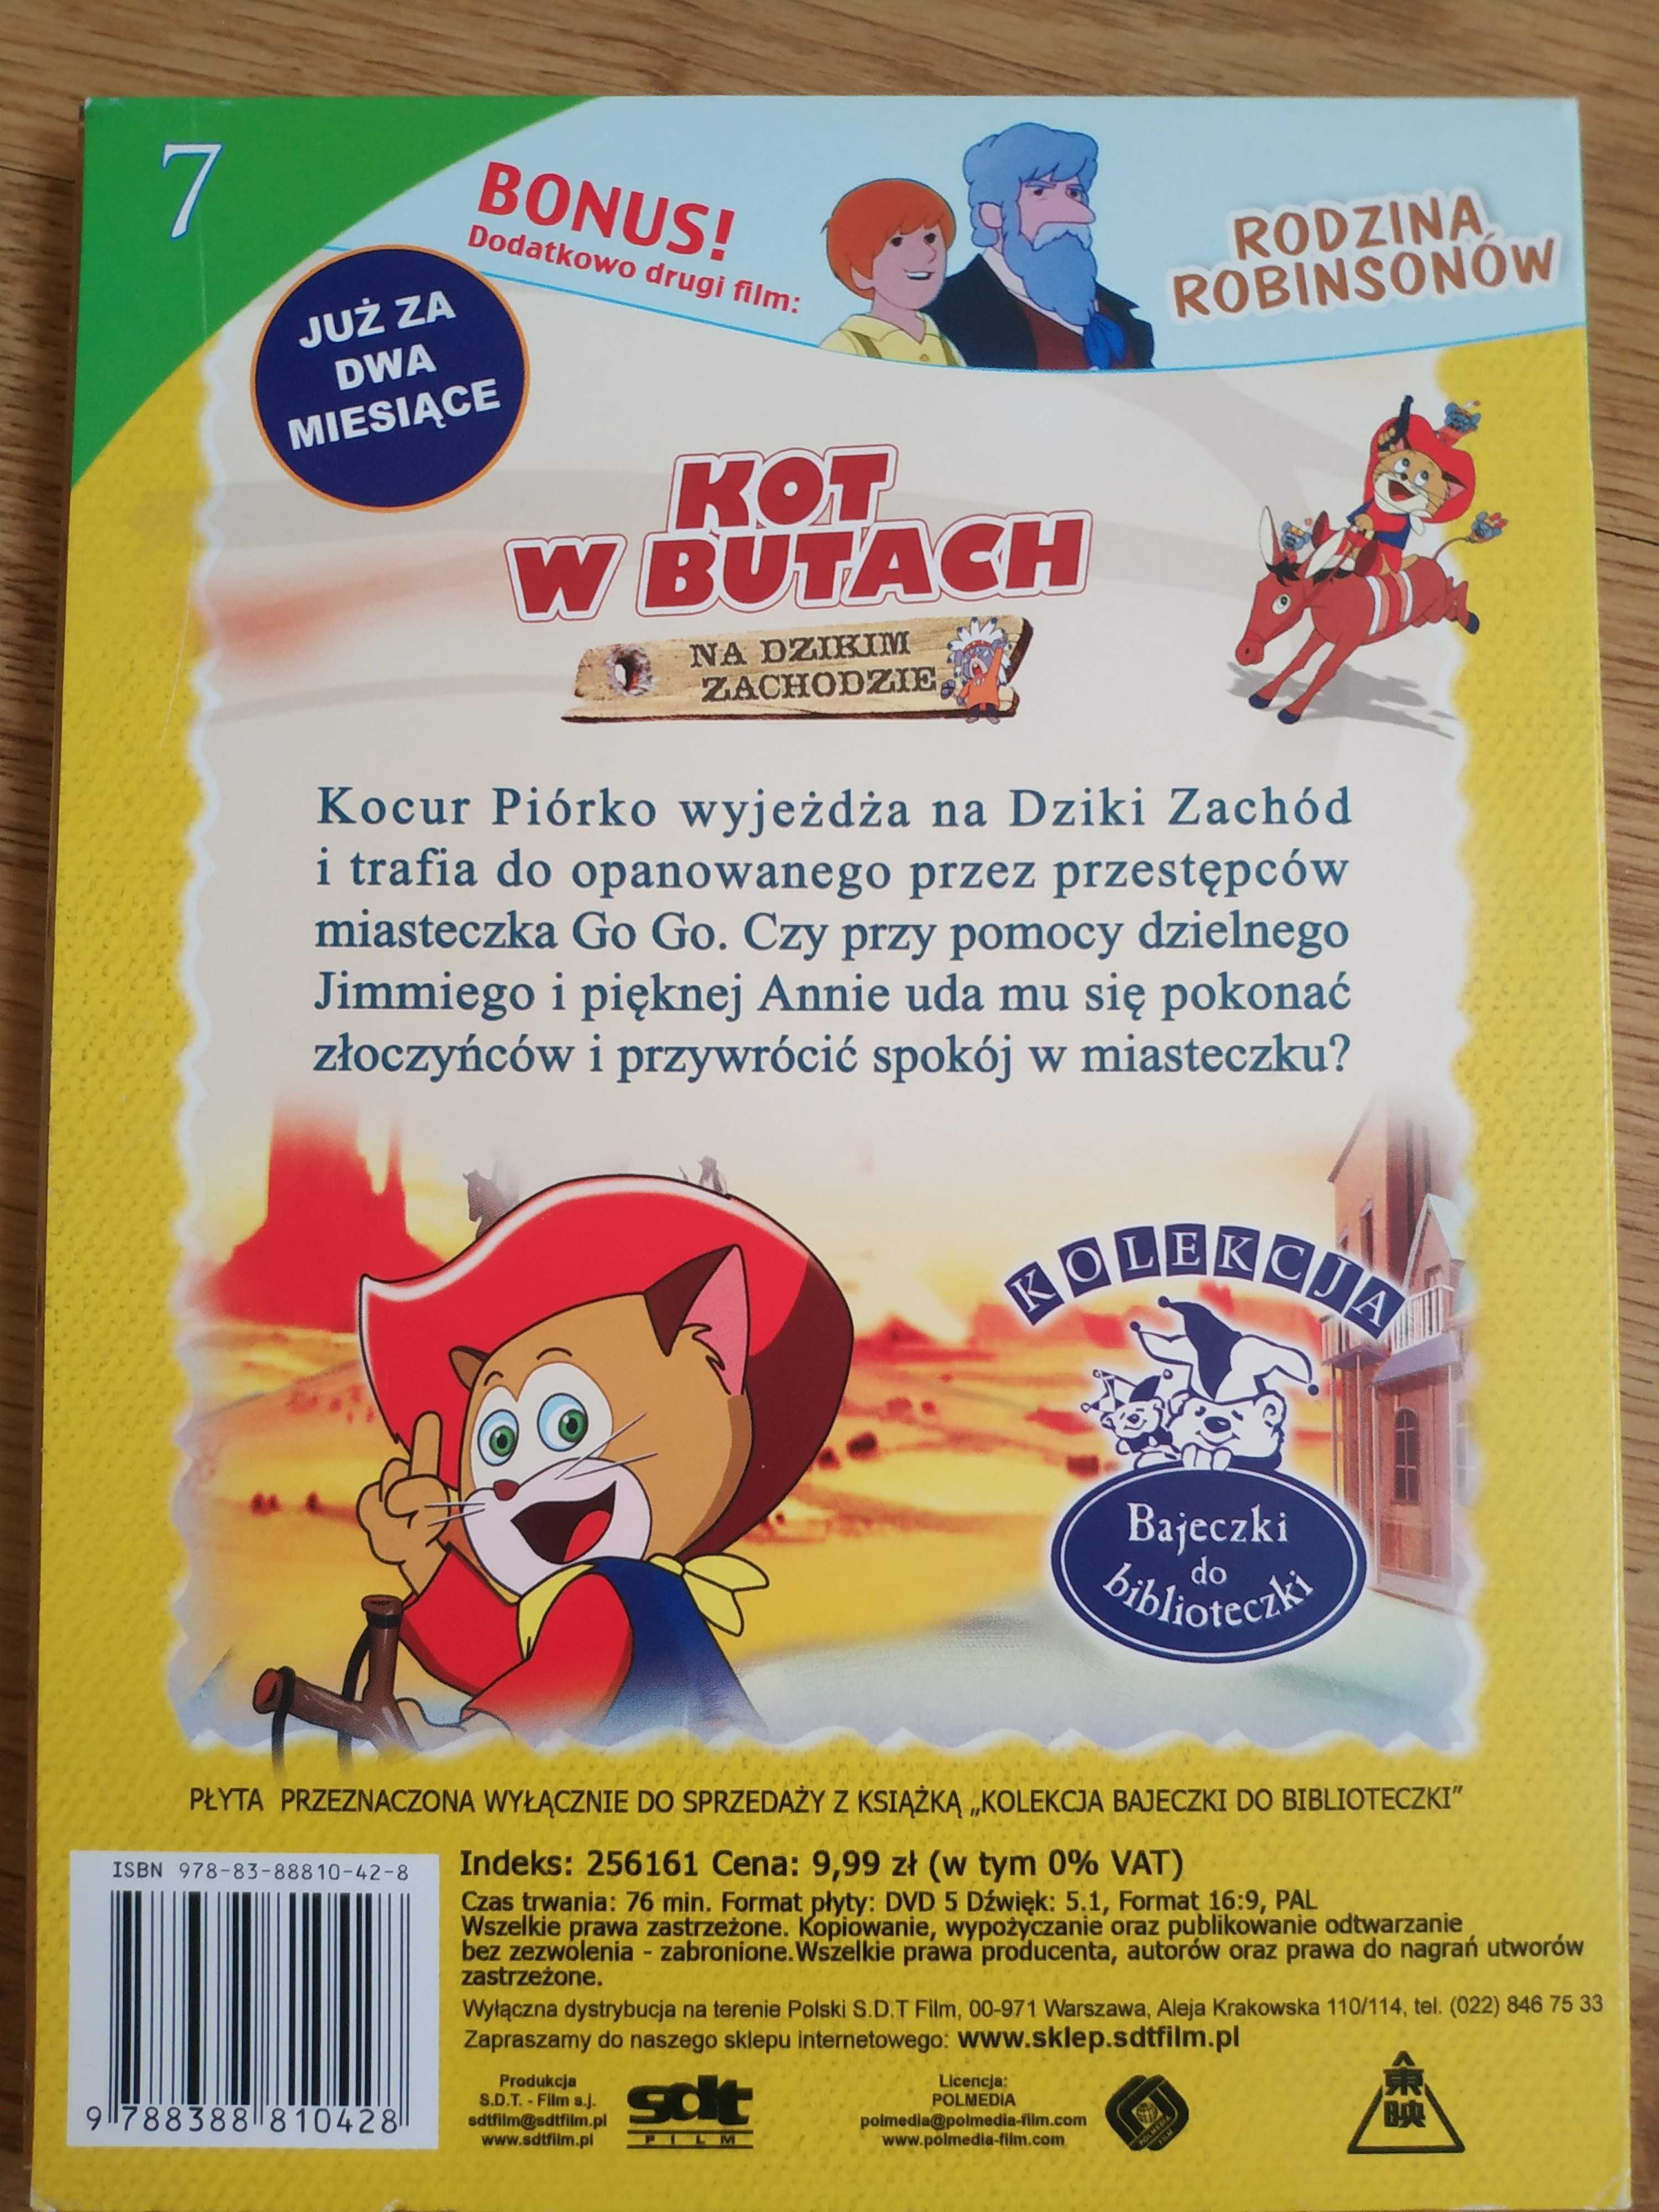 7
BONUS!
Dodatkowo drugi film:
RODZINA
ROBINSONÓW
JUŻ ZA
DWA
MIESIĄCE
KOT
W BUTACH
NA DZIKIM
ZACHODZIE
Kocur Piórko wyjeżdża na Dziki Zachód
i trafia do opanowanego przez przestępców
miasteczka Go Go. Czy przy pomocy dzielnego
Jimmiego i pięknej Annie uda mu się pokonać
złoczyńców i przywrócić spokój w miasteczku?
KOLEKCJA
Bajeczki
do
biblioteczki
PŁYTA PRZEZNACZONA WYŁĄCZNIE DO SPRZEDAŻY Z KSIĄŻKĄ „KOLEKCJA BAJECZKI DO BIBLIOTECZKI”
ISBN 978-83-88810-42-8
9 788388 810428
Indeks: 256161 Cena: 9,99 zł (w tym 0% VAT)
Czas trwania: 76 min. Format płyty: DVD 5 Dźwięk: 5.1, Format 16:9, PAL
Wszelkie prawa zastrzeżone. Kopiowanie, wypożyczanie oraz publikowanie odtwarzanie
bez zezwolenia - zabronione.Wszelkie prawa producenta, autorów oraz prawa do nagrań utworów
zastrzeżone.
Wyłączna dystrybucja na terenie Polski S.D.T Film, 00-971 Warszawa, Aleja Krakowska 110/114, tel. (022) 846 75 33
Zapraszamy do naszego sklepu internetowego: www.sklep.sdtfilm.pl
Produkcja
S.D.T. - Film s.j.
sdtfilm@sdtfilm.pl
www.sdtfilm.pl
sdt
FILM
Licencja:
POLMEDIA
polmedia@polmedia-film.com
www.polmedia-film.com
POLMEDIA
FILM
東映